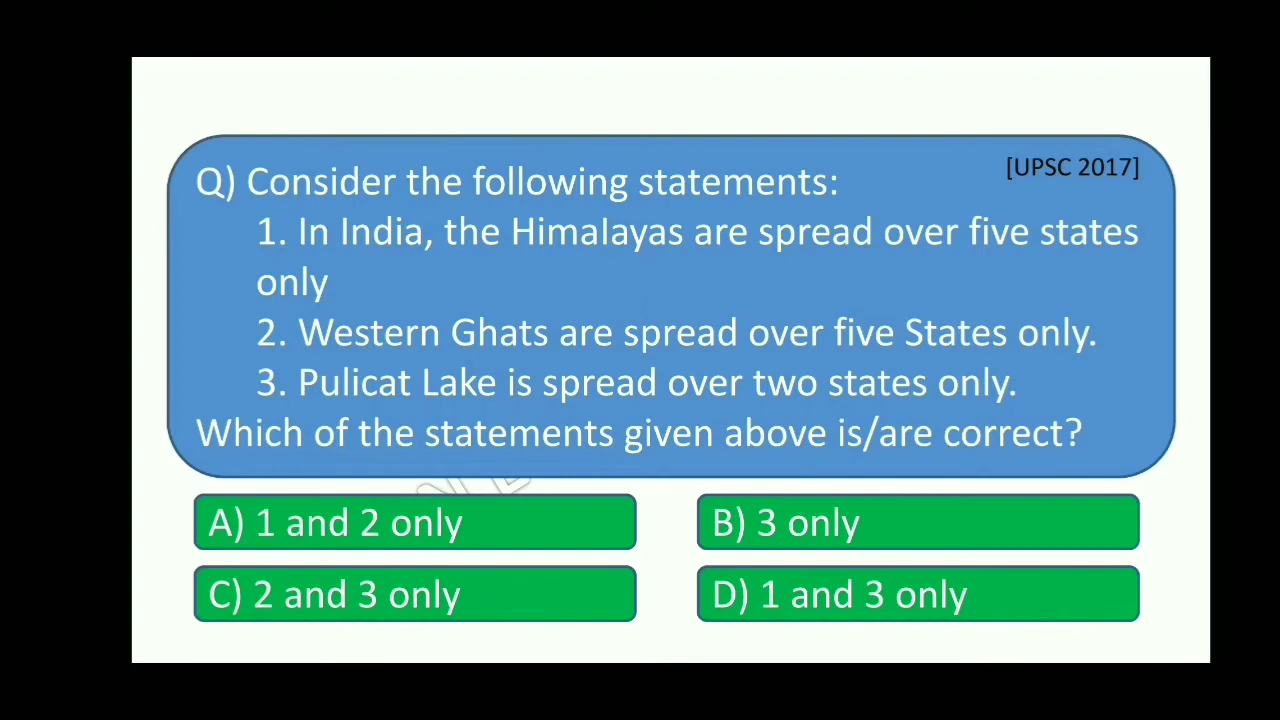 [UPSC 2017]
Q) Consider the following statements:
1. In India, the Himalayas are spread over five states
only
2. Western Ghats are spread over five States only.
3. Pulicat Lake is spread over two states only.
Which of the statements given above is/are correct?
A) 1 and 2 only
B) 3 only
C) 2 and 3 only
D) 1 and 3 only